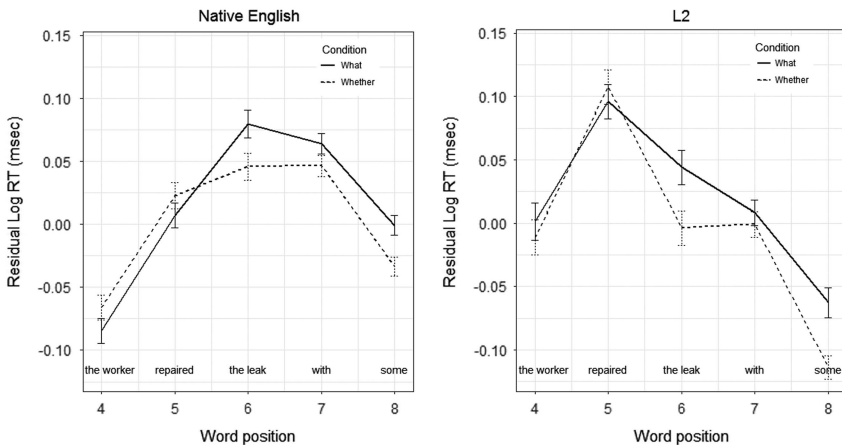 Native English
Residual Log RT (msec)
0.15
0.10
0.05
0.00
-0.05
-0.10
Condition
What
Whether
the worker repaired the leak with some
4 5 6 7 8
Word position
L2
Residual Log RT (msec)
0.15
0.10
0.05
0.00
-0.05
-0.10
Condition
What
Whether
the worker repaired the leak with some
4 5 6 7 8
Word position